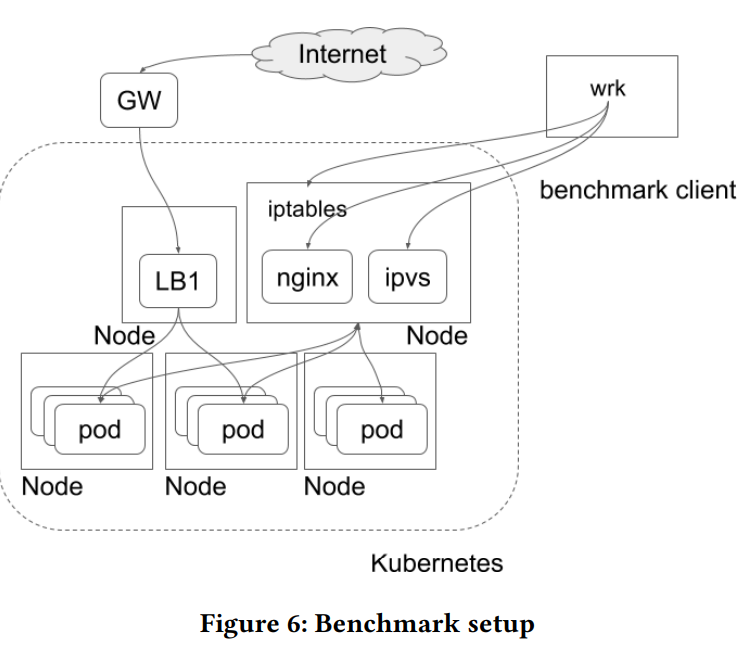 Internet
GW
wrk
benchmark client
iptables
LB1
nginx
ipvs
Node
Node
pod
pod
pod
Node
Node
Node
Kubernetes
Figure 6: Benchmark setup